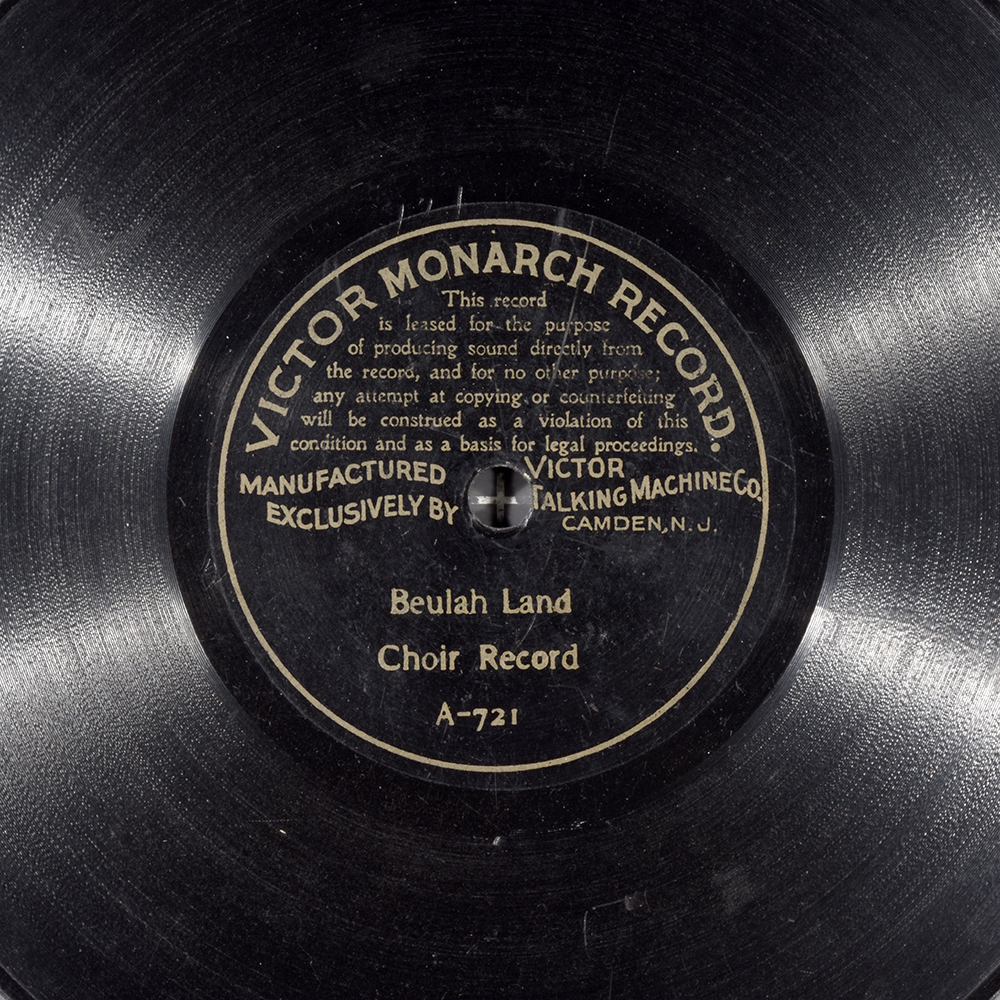 VICTOR MONARCH RECORD.
This record
is leased for the purpose
of producing sound directly from
the record, and for no other purpose;
any attempt at copying or counterfeiting
will be construed as a violation of this
condition and as a basis for legal proceedings.
MANUFACTURED
EXCLUSIVELY BY
VICTOR
TALKING MACHINE CO.
CAMDEN, N. J.
Beulah Land
Choir Record
A-721